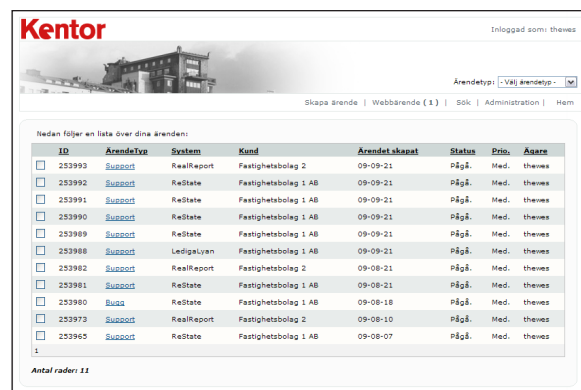 Kentor
Inloggad som: thewes
Ärendetyp: - Välj ärendetyp -
Skapa ärende | Webbärende ( 1 ) | Sök | Administration | Hem
Nedan följer en lista över dina ärenden:
ID ÄrendeTyp System Kund Ärendet skapat Status Prio. Ägare
253993 Support RealReport Fastighetsbolag 2 09-09-21 Pågå. Med. thewes
253992 Support ReState Fastighetsbolag 1 AB 09-09-21 Pågå. Med. thewes
253991 Support ReState Fastighetsbolag 1 AB 09-09-21 Pågå. Med. thewes
253990 Support ReState Fastighetsbolag 1 AB 09-09-21 Pågå. Med. thewes
253989 Support ReState Fastighetsbolag 1 AB 09-09-21 Pågå. Med. thewes
253988 Support LedigaLyan Fastighetsbolag 1 AB 09-09-21 Pågå. Med. thewes
253982 Support RealReport Fastighetsbolag 2 09-08-21 Pågå. Med. thewes
253981 Support ReState Fastighetsbolag 1 AB 09-08-21 Pågå. Med. thewes
253980 Bugg ReState Fastighetsbolag 1 AB 09-08-18 Pågå. Med. thewes
253973 Support RealReport Fastighetsbolag 2 09-08-10 Pågå. Med. thewes
253965 Support ReState Fastighetsbolag 1 AB 09-08-07 Pågå. Med. thewes
1
Antal rader: 11